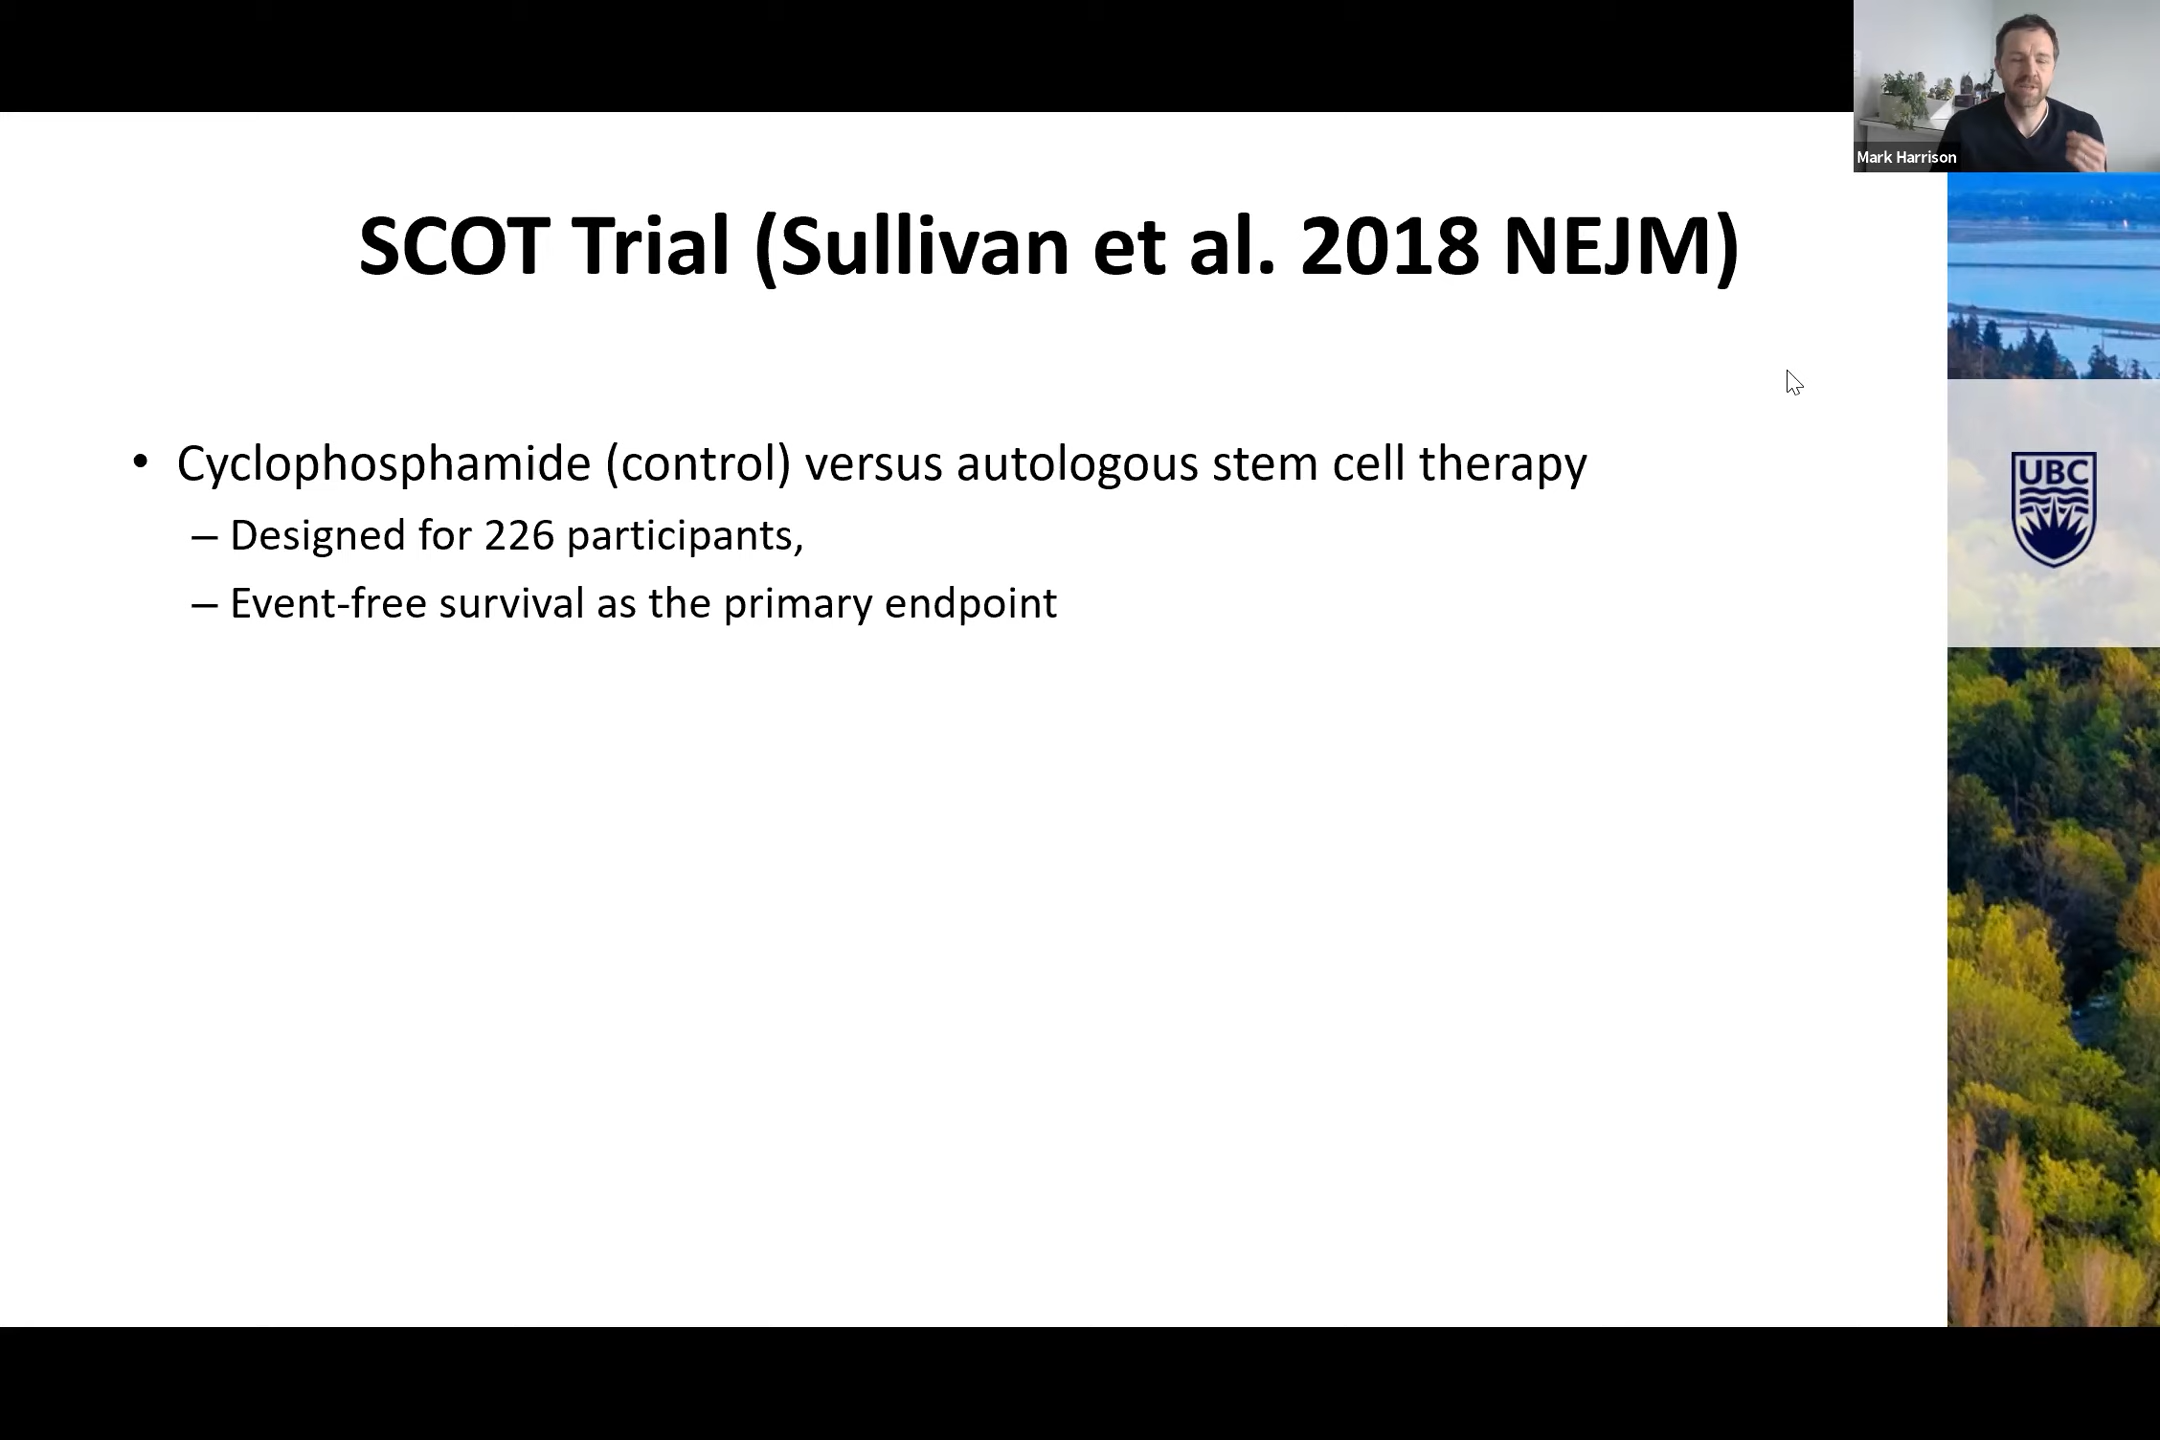 Mark Harrison
SCOT Trial (Sullivan et al. 2018 NEJM)
• Cyclophosphamide (control) versus autologous stem cell therapy
– Designed for 226 participants,
– Event-free survival as the primary endpoint
UBC